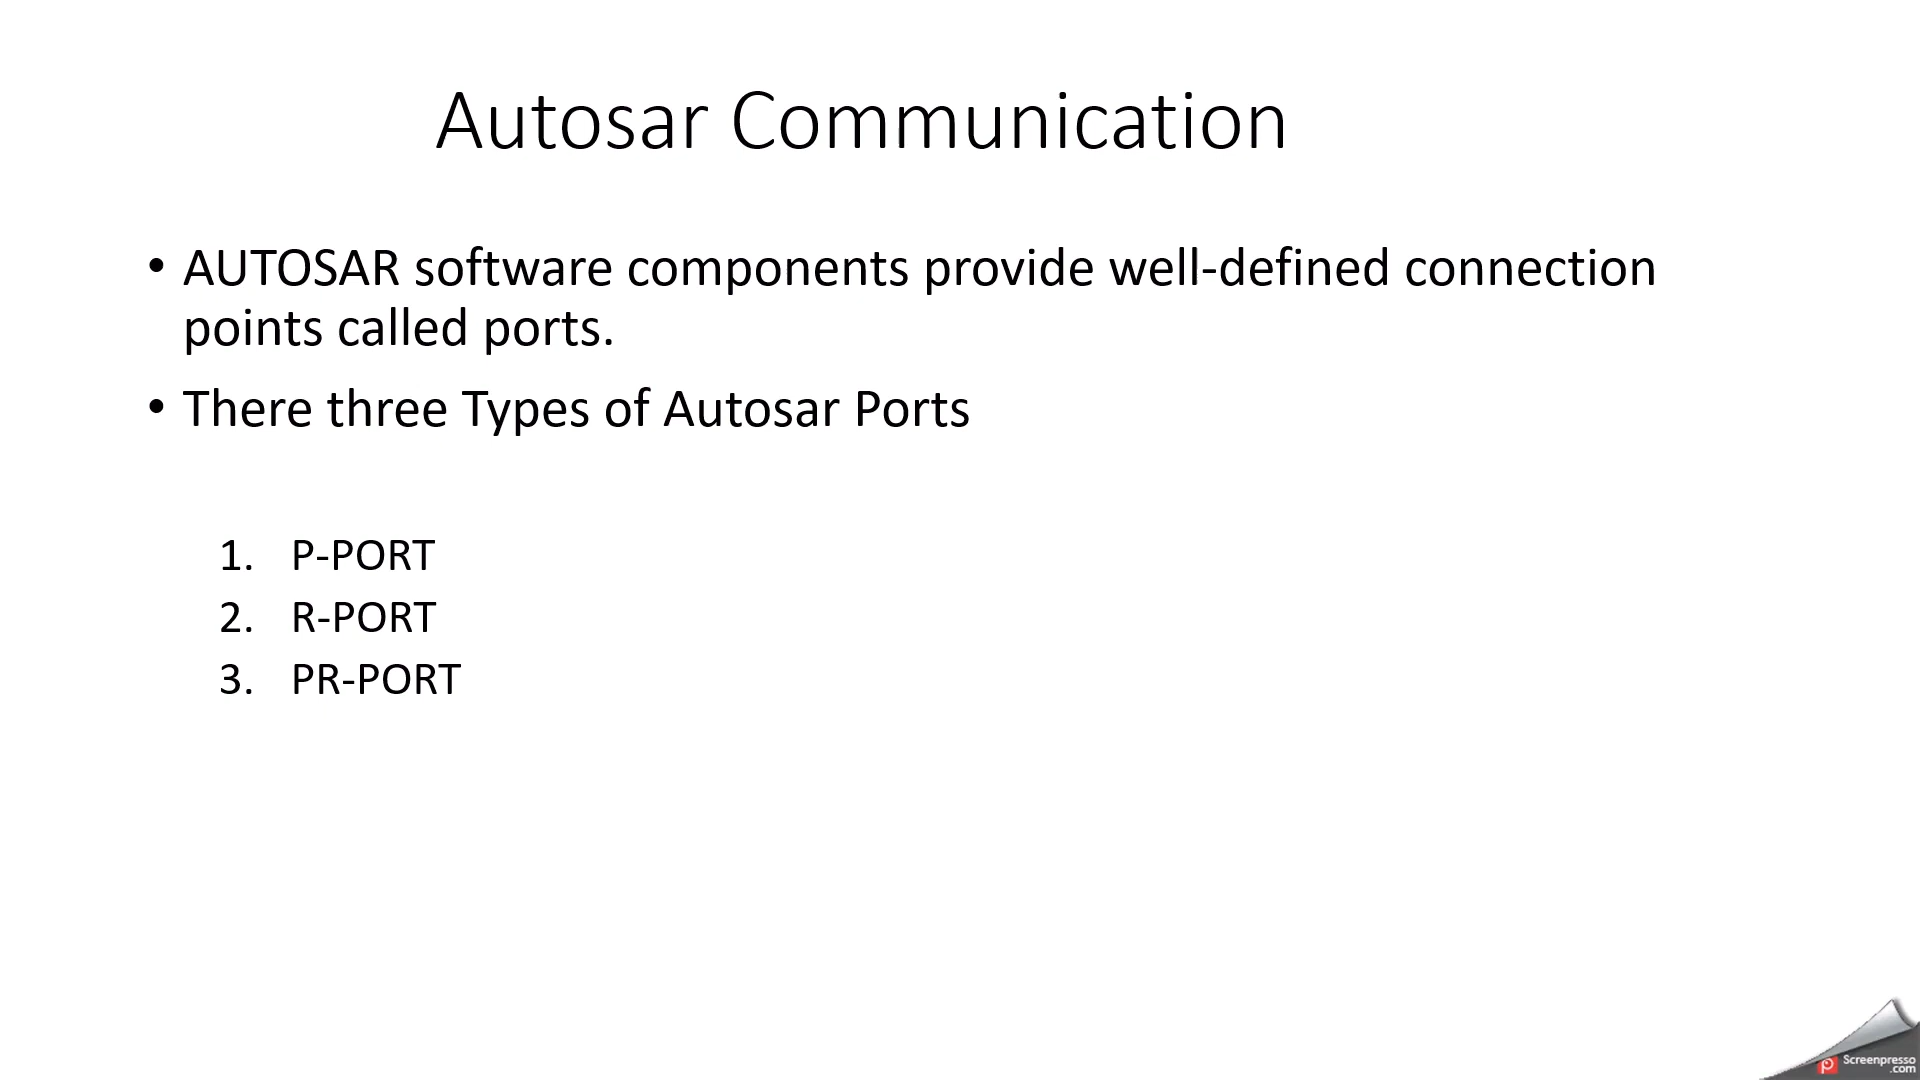 Autosar Communication
• AUTOSAR software components provide well-defined connection
points called ports.
• There three Types of Autosar Ports
1. P-PORT
2. R-PORT
3. PR-PORT
Screenpresso
.com